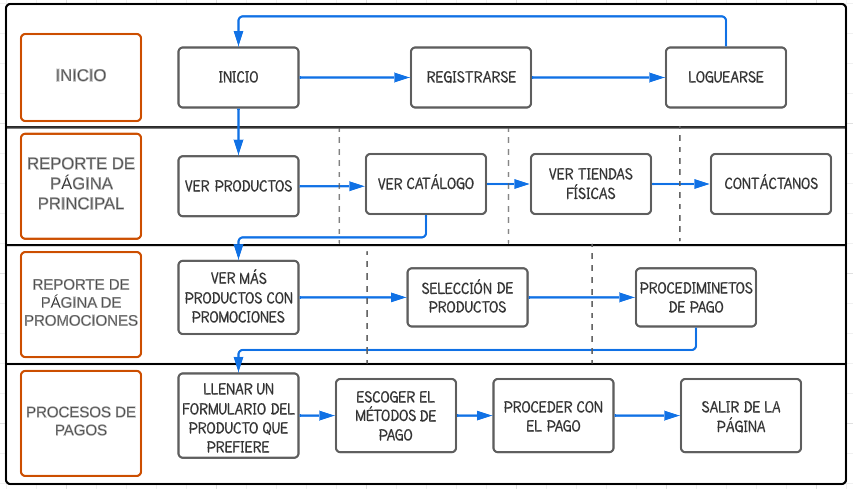 INICIO
INICIO
REGISTRARSE
LOGUEARSE
REPORTE DE
PÁGINA
PRINCIPAL
VER PRODUCTOS
VER CATÁLOGO
VER TIENDAS
FÍSICAS
CONTÁCTANOS
REPORTE DE
PÁGINA DE
PROMOCIONES
VER MÁS
PRODUCTOS CON
PROMOCIONES
SELECCIÓN DE
PRODUCTOS
PROCEDIMINETOS
DE PAGO
PROCESOS DE
PAGOS
LLENAR UN
FORMULARIO DEL
PRODUCTO QUE
PREFIERE
ESCOGER EL
MÉTODOS DE
PAGO
PROCEDER CON
EL PAGO
SALIR DE LA
PÁGINA